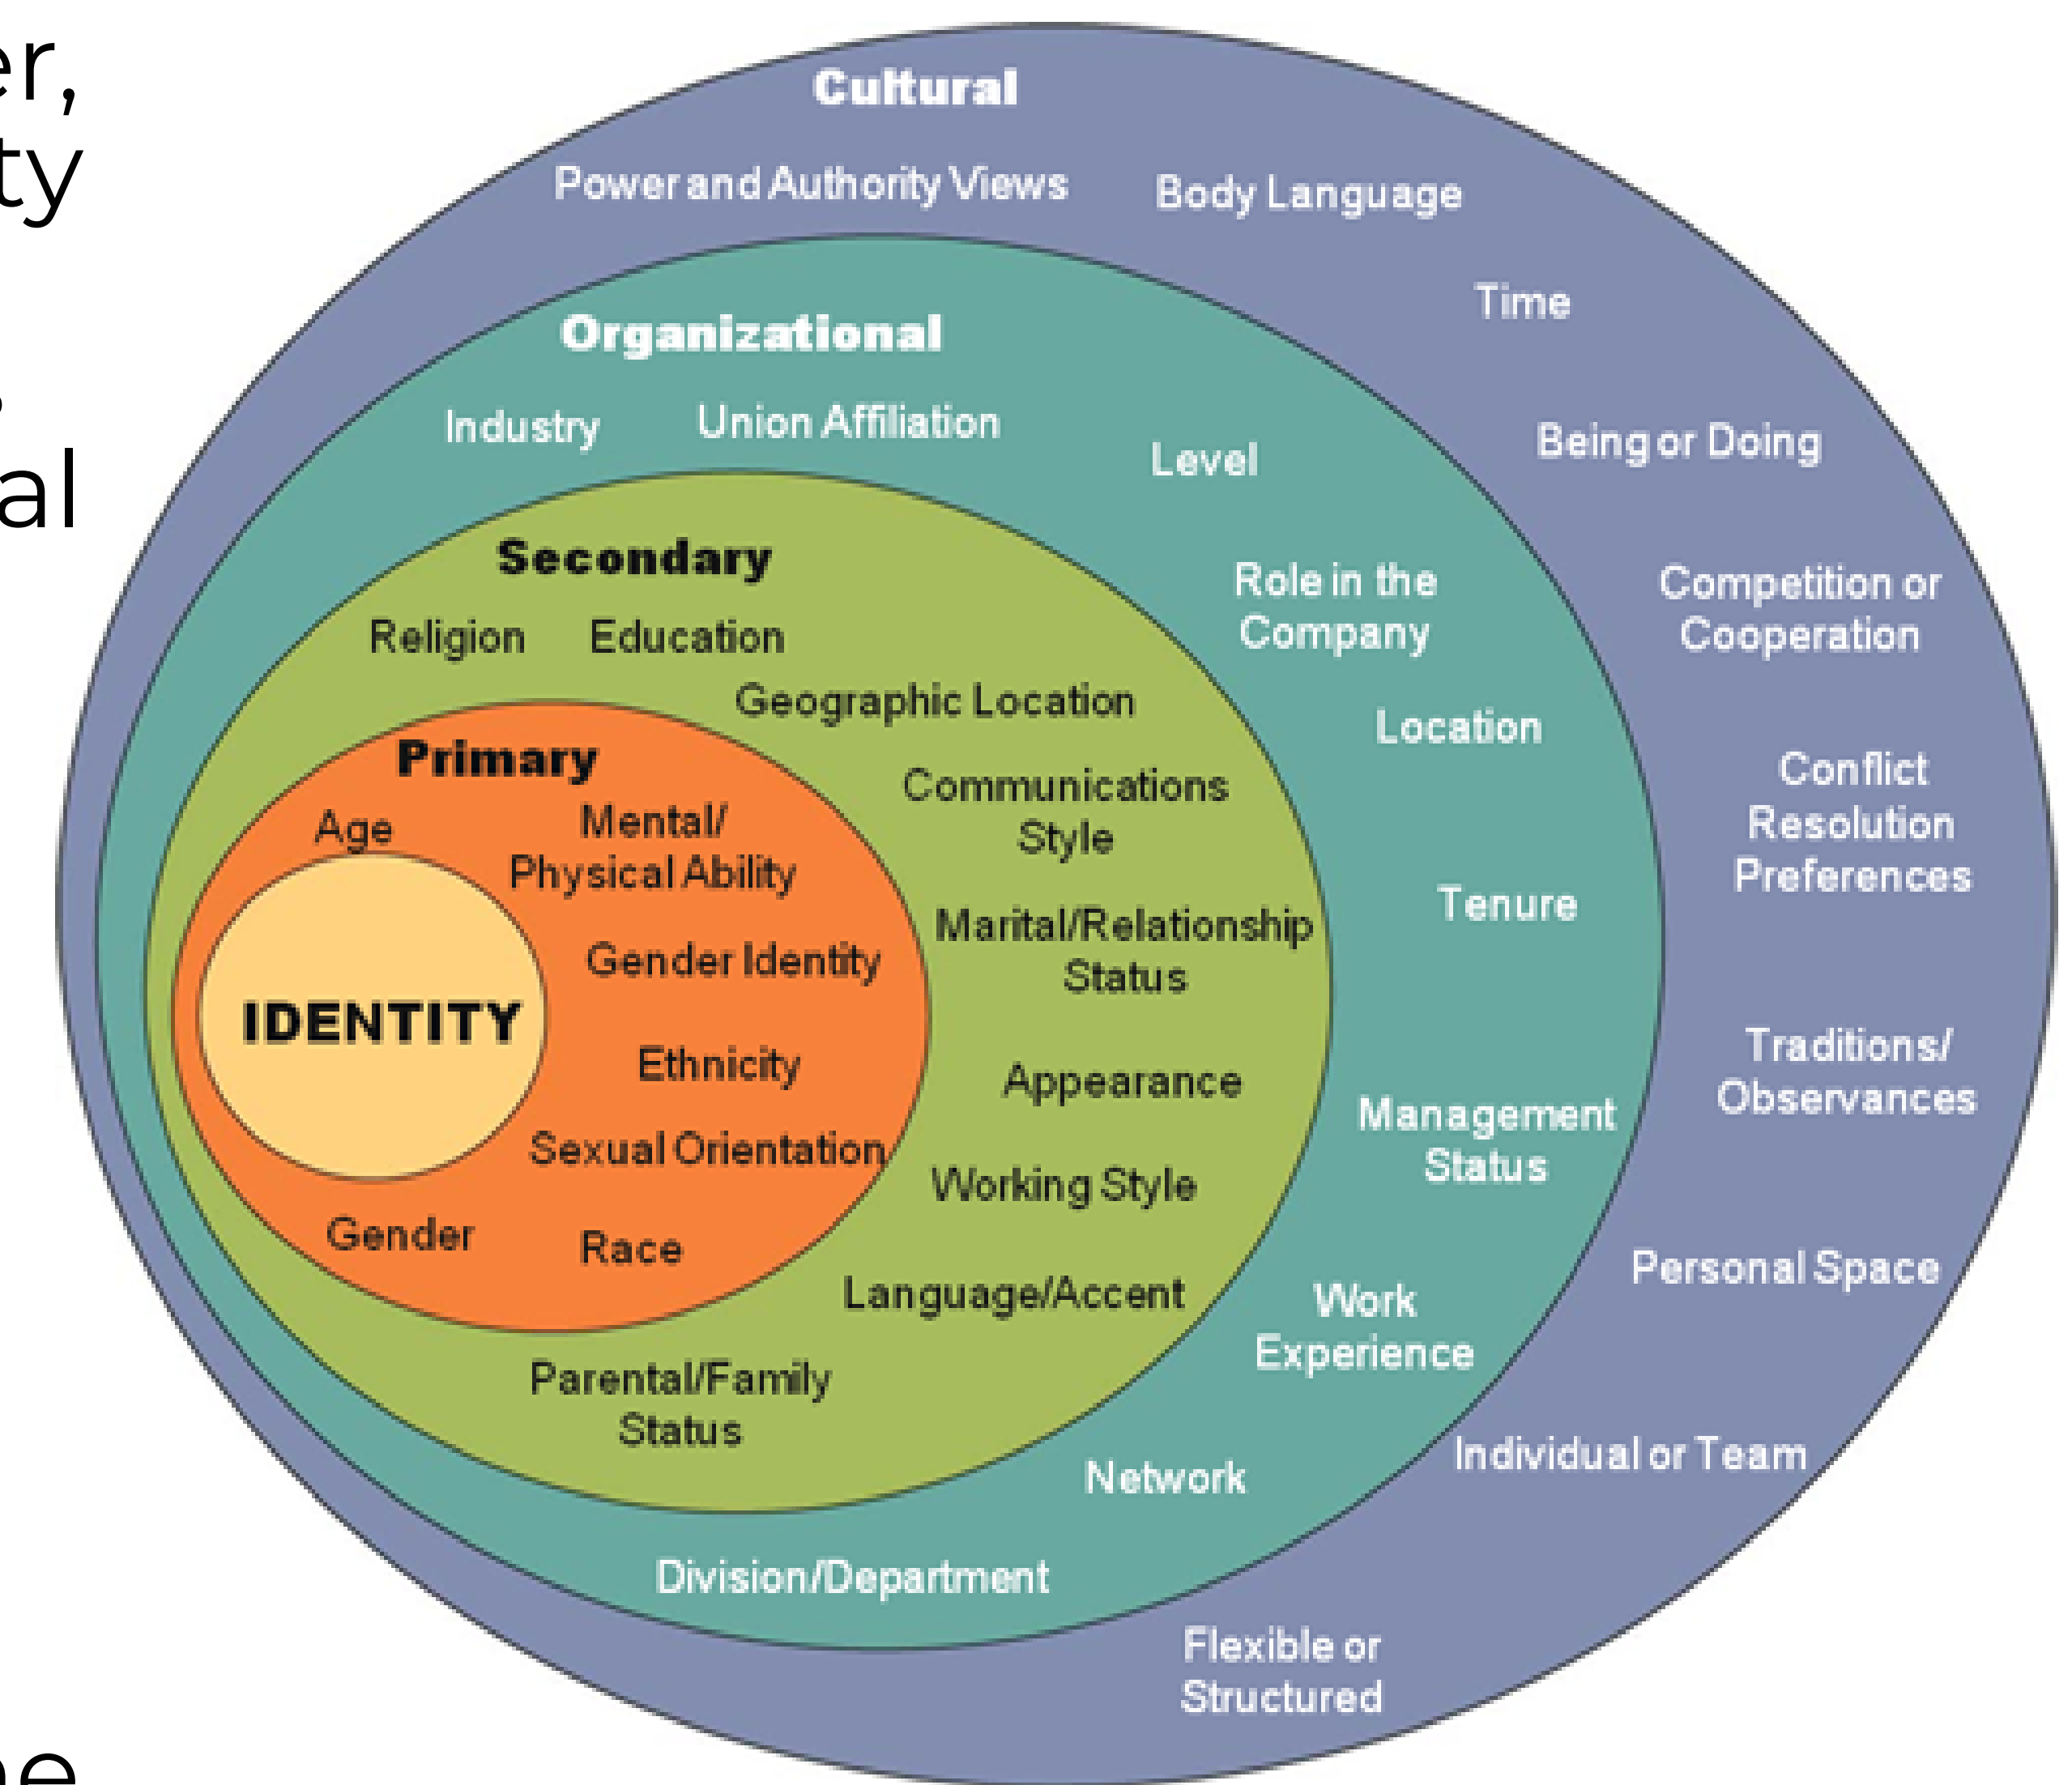 er,
ty
al
ne
Cultural
Power and Authority Views
Body Language
Time
Being or Doing
Competition or
Cooperation
Conflict
Resolution
Preferences
Traditions/
Observances
Personal Space
Individual or Team
Flexible or
Structured
Organizational
Industry
Union Affiliation
Level
Role in the
Company
Location
Tenure
Management
Status
Work
Experience
Network
Division/Department
Secondary
Religion
Education
Geographic Location
Communications
Style
Marital/Relationship
Status
Appearance
Working Style
Language/Accent
Parental/Family
Status
Primary
Age
Mental/
Physical Ability
Gender Identity
Ethnicity
Sexual Orientation
Race
Gender
IDENTITY